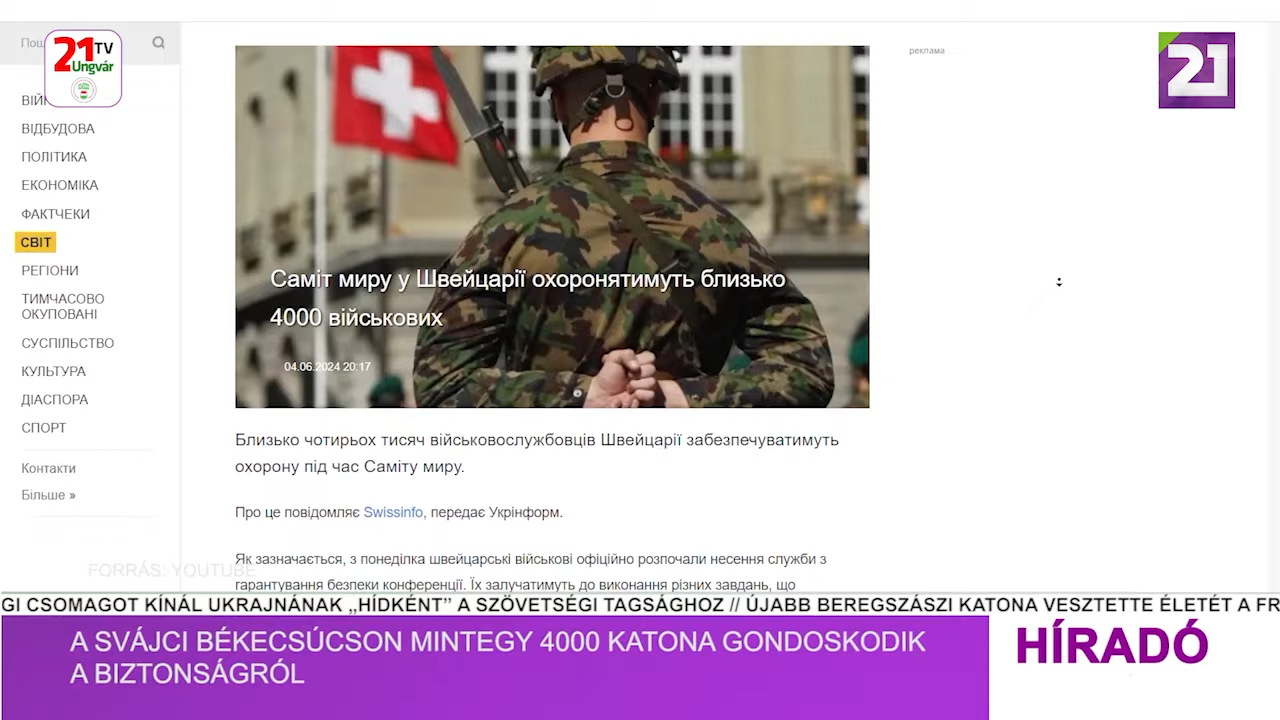 Пош
21TV
Ungvár
ВІЙ
ВІДБУДОВА
ПОЛІТИКА
ЕКОНОМІКА
ФАКТЧЕКИ
СВІТ
РЕГІОНИ
ТИМЧАСОВО
ОКУПОВАНІ
СУСПІЛЬСТВО
КУЛЬТУРА
ДІАСПОРА
СПОРТ
Контакти
Більше »
реклама
21
Саміт миру у Швейцарії охоронятимуть близько
4000 військових
04.06.2024 20:17
Близько чотирьох тисяч військовослужбовців Швейцарії забезпечуватимуть
охорону під час Саміту миру.
Про це повідомляє Swissinfo, передає Укрінформ.
Як зазначається, з понеділка швейцарські військові офіційно розпочали несення служби з
гарантування безпеки конференції. Їх залучатимуть до виконання різних завдань, що
FORRÁS: YOUTUBE
GI CSOMAGOT KÍNÁL UKRAJNÁNAK „HÍDKÉNT” A SZÖVETSÉGI TAGSÁGHOZ // ÚJABB BEREGSZÁSZI KATONA VESZTETTE ÉLETÉT A FR
A SVÁJCI BÉKECSÚCSON MINTEGY 4000 KATONA GONDOSKODIK
A BIZTONSÁGRÓL
HÍRADÓ